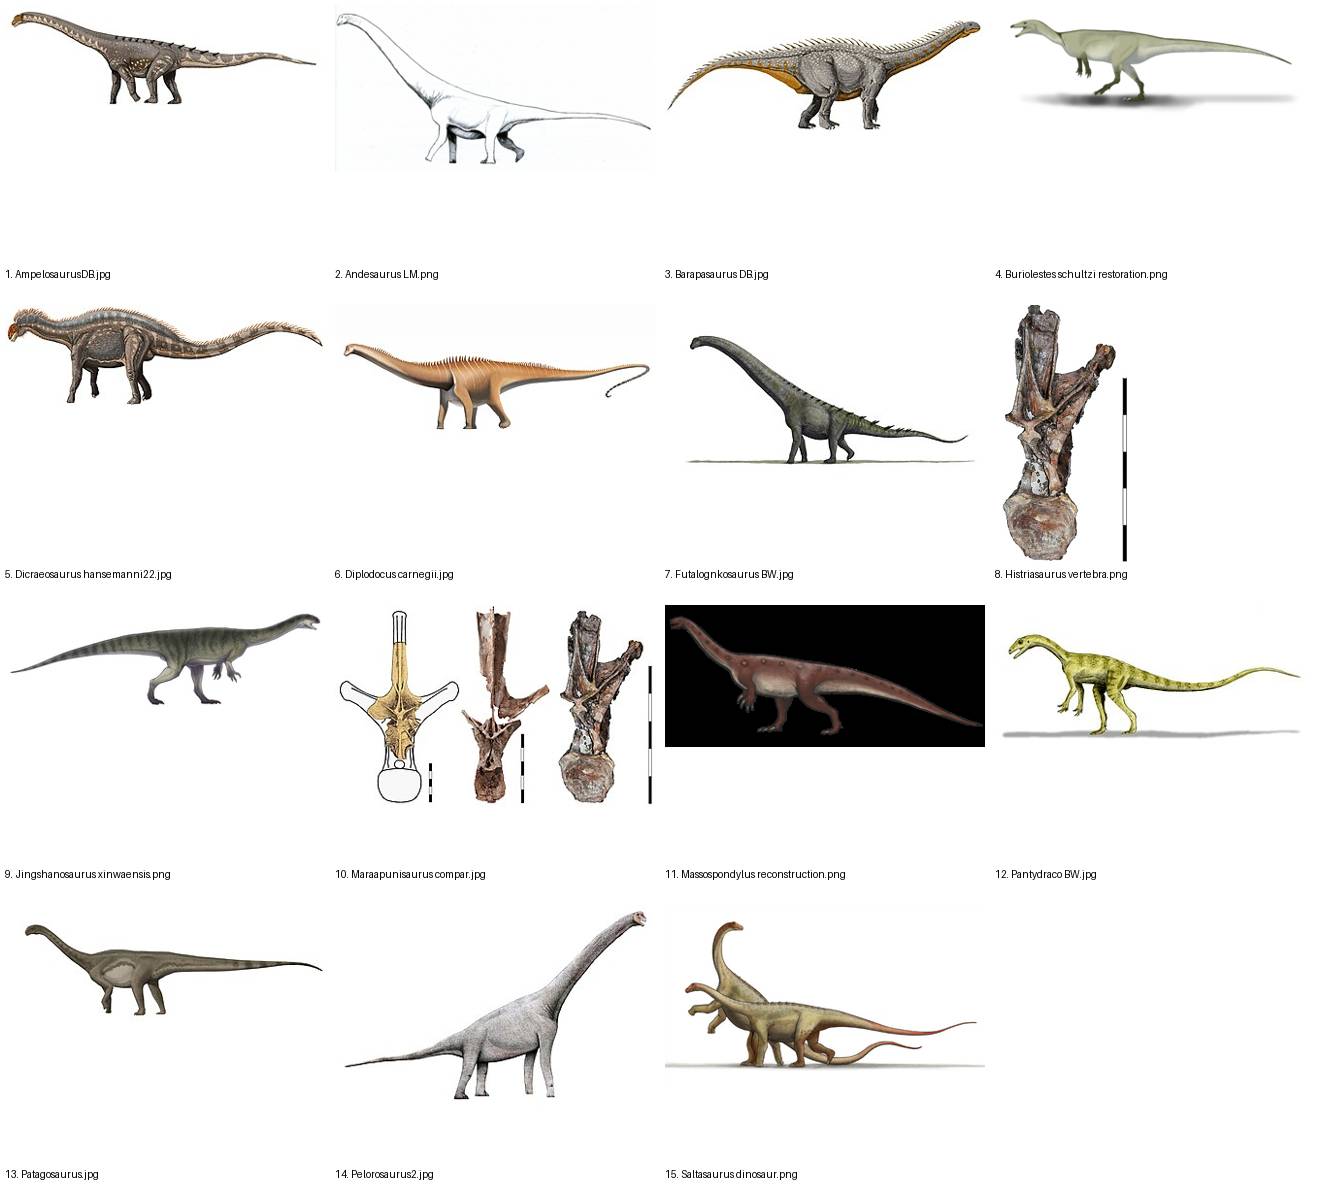 1. AmpelosaurusDB.jpg
2. Andesaurus LM.png
3. Barapasaurus DB.jpg
4. Buriolestes schultzi restoration.png
5. Dicraeosaurus hansemanni22.jpg
6. Diplodocus carnegii.jpg
7. Futalognkosaurus BW.jpg
8. Histriasaurus vertebra.png
9. Jingshanosaurus xinwaensis.png
10. Maraapunisaurus compar.jpg
11. Massospondylus reconstruction.png
12. Pantydraco BW.jpg
13. Patagosaurus.jpg
14. Pelorosaurus2.jpg
15. Saltasaurus dinosaur.png